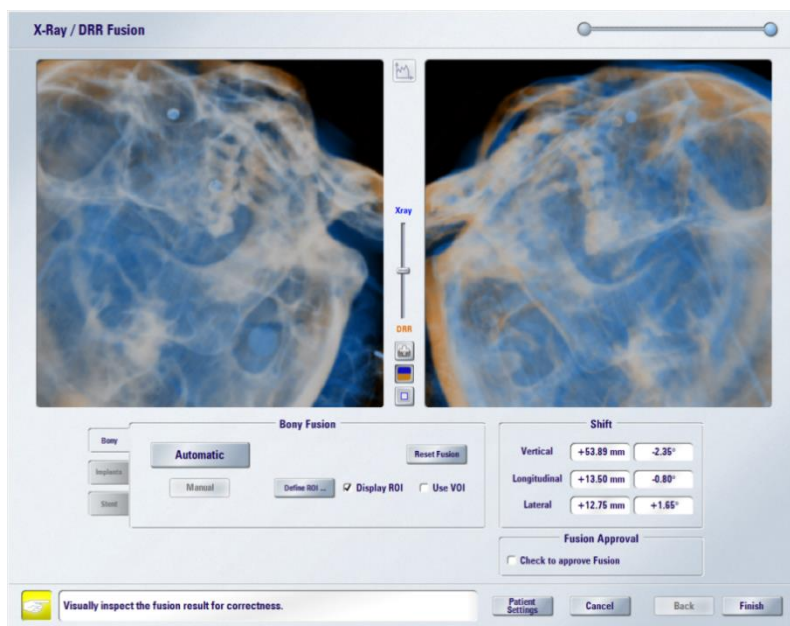 X-Ray / DRR Fusion
Xray
DRR
Bony Fusion
Bony
Implants
Stent
Automatic
Reset Fusion
Manual
Define ROI ...
Display ROI
Use VOI
Shift
Vertical +53.89 mm -2.35°
Longitudinal +13.50 mm -0.80°
Lateral +12.75 mm +1.65°
Fusion Approval
Check to approve Fusion
Visually inspect the fusion result for correctness.
Patient
Settings
Cancel
Back
Finish